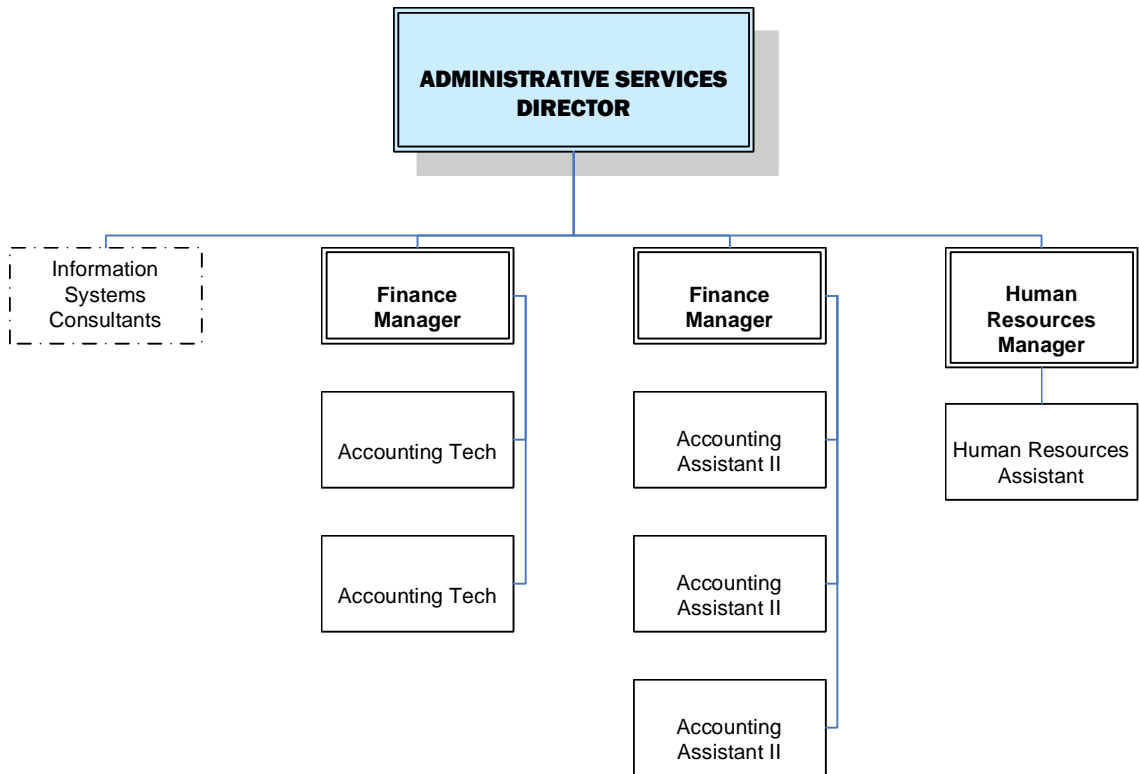 ADMINISTRATIVE SERVICES
DIRECTOR
Information
Systems
Consultants
Finance
Manager
Finance
Manager
Human
Resources
Manager
Accounting Tech
Accounting
Assistant II
Human Resources
Assistant
Accounting Tech
Accounting
Assistant II
Accounting
Assistant II